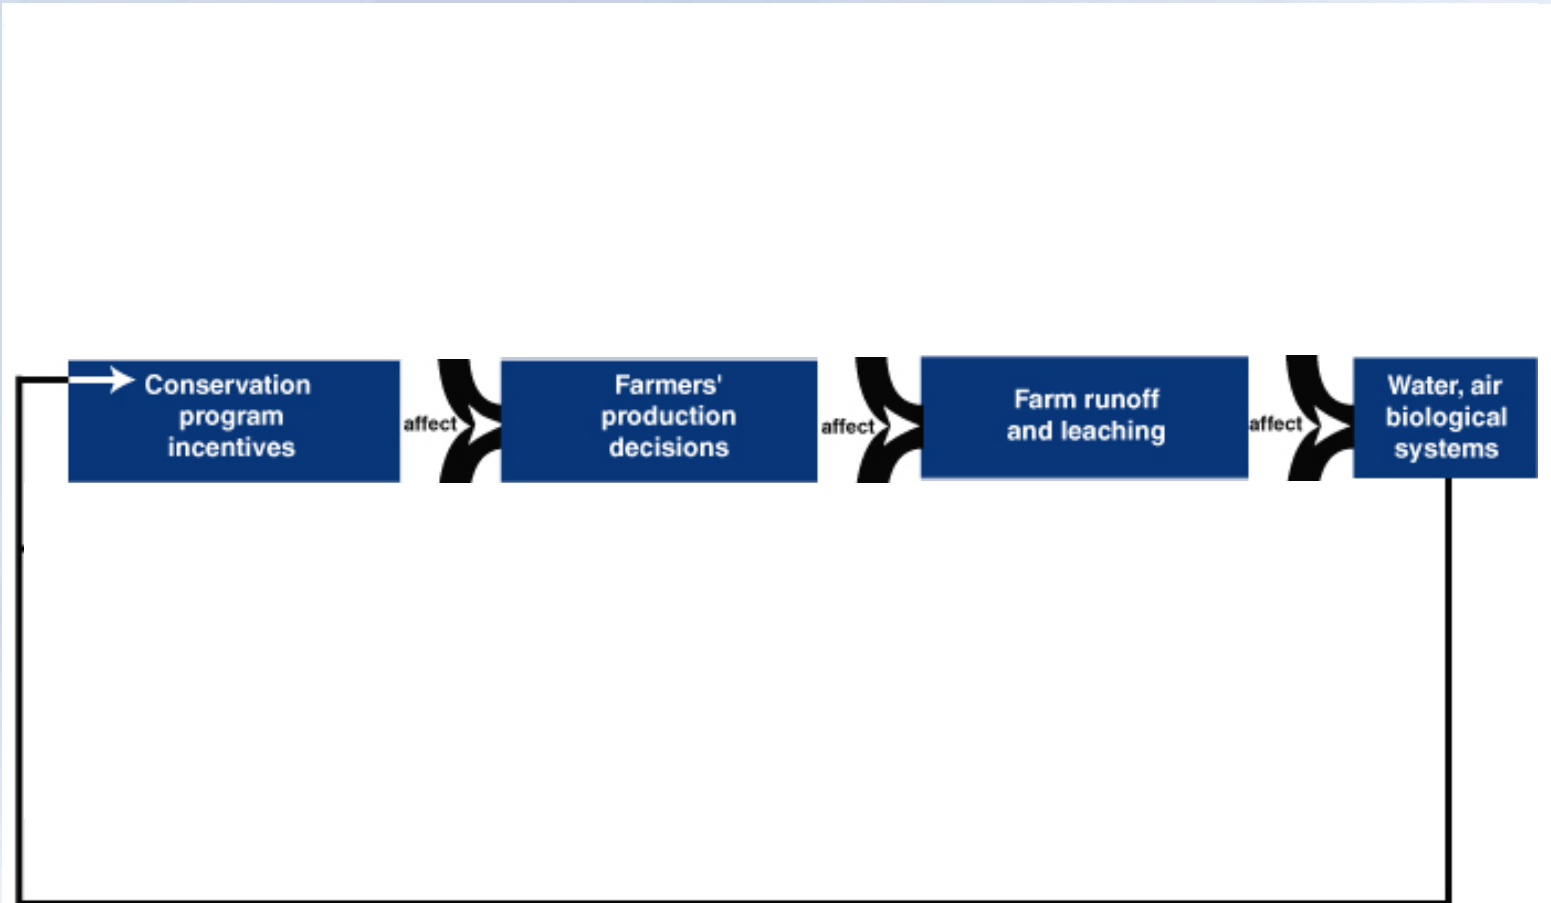 Conservation
program
incentives
affect
Farmers'
production
decisions
affect
Farm runoff
and leaching
affect
Water, air
biological
systems